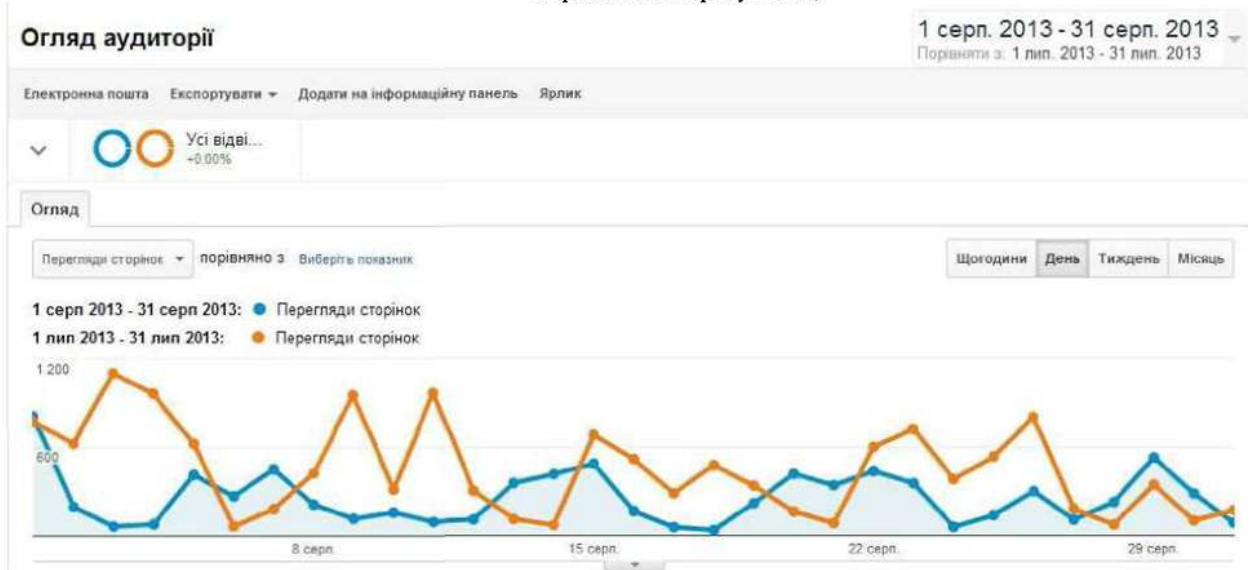 Огляд аудиторії
1 серп. 2013 - 31 серп. 2013
Порівняти з: 1 лип. 2013 - 31 лип. 2013
Електронна пошта Експортувати Додати на інформаційну панель Ярлик
Усі відві...
+0.00%
Огляд
Перегляди сторінок порівняно з Виберіть показник
Щогодини День Тиждень Місяць
1 серп 2013 - 31 серп 2013: Перегляди сторінок
1 лип 2013 - 31 лип 2013: Перегляди сторінок
1 200
600
8 серп. 15 серп. 22 серп. 29 серп.